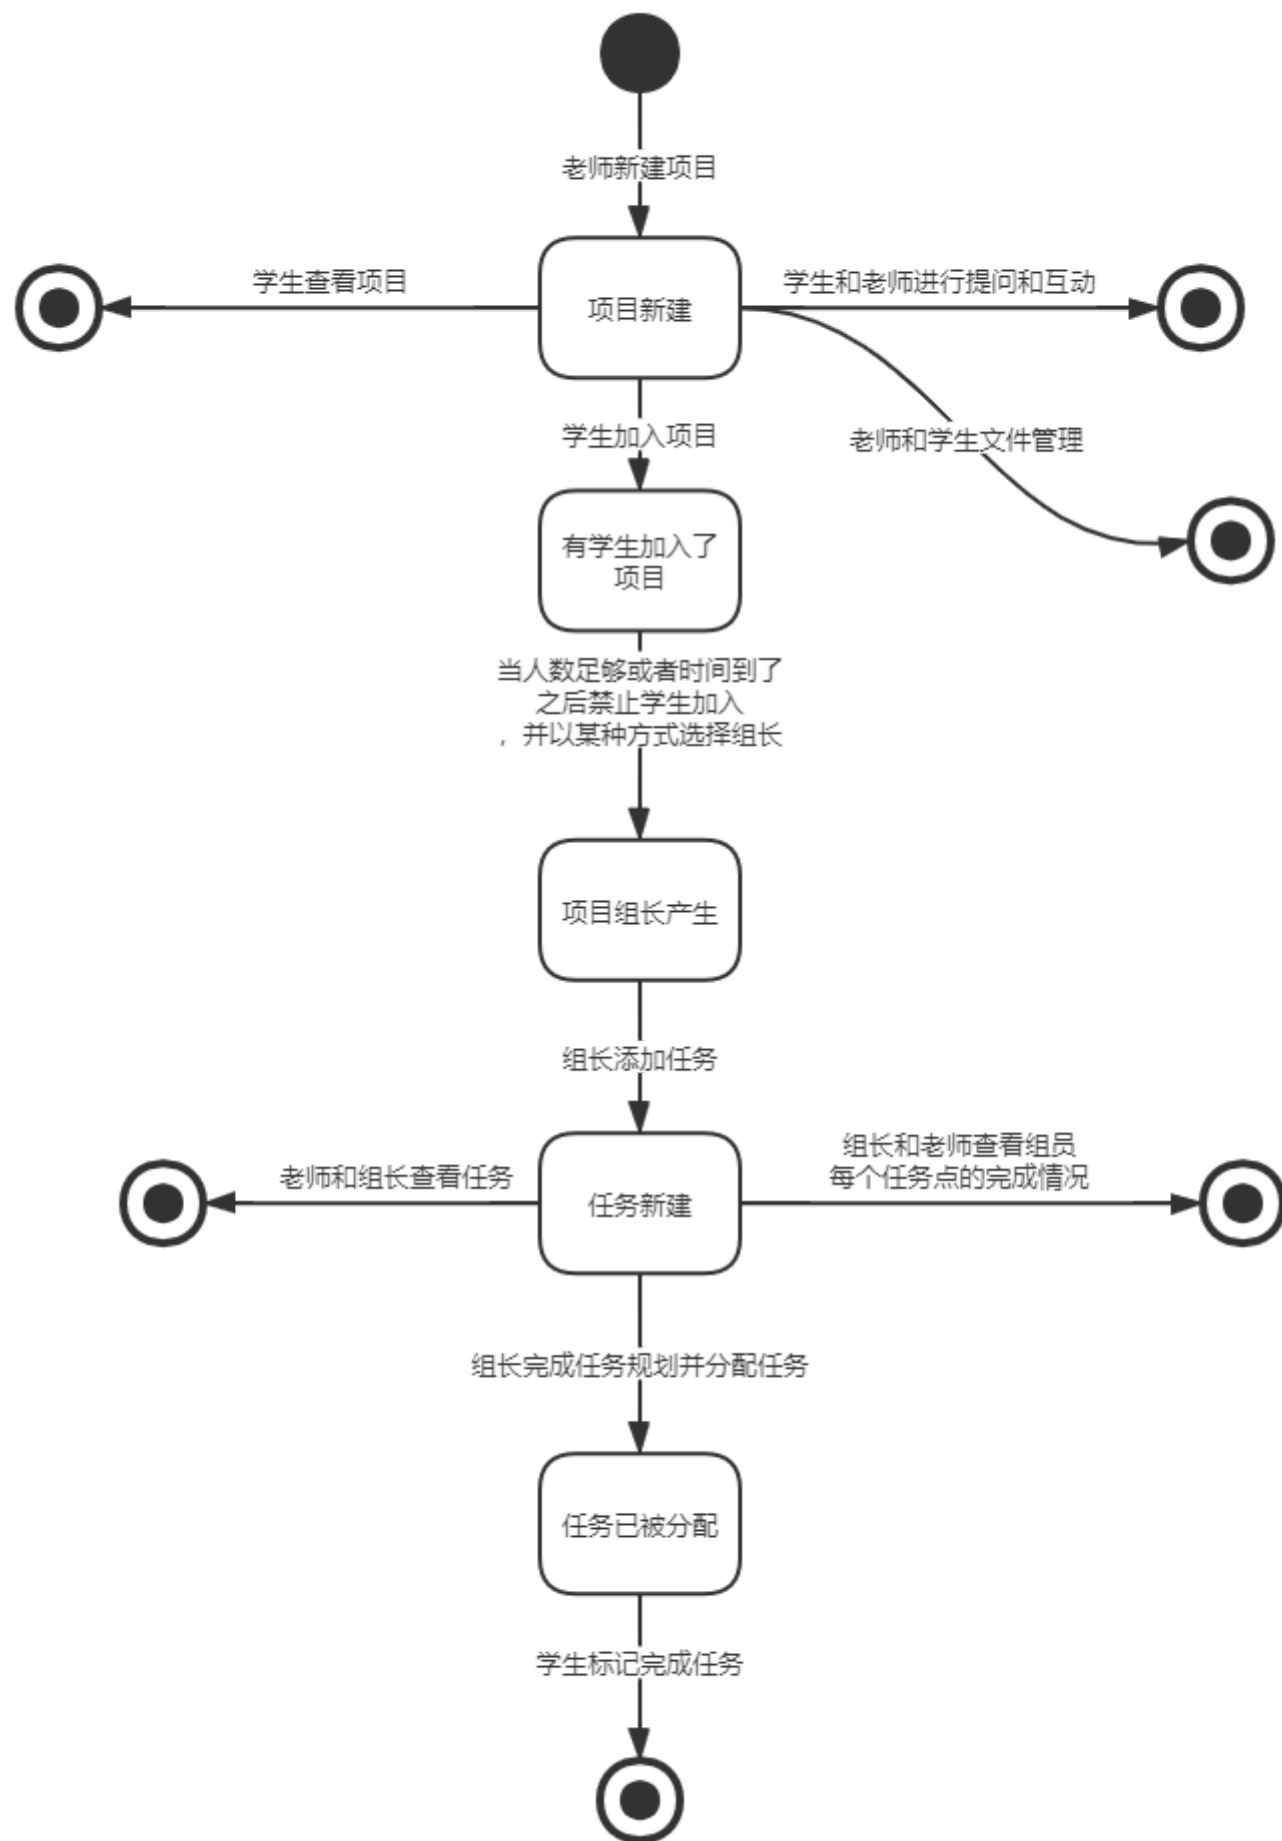 老师新建项目
学生查看项目
项目新建
学生和老师进行提问和互动
学生加入项目
老师和学生文件管理
有学生加入了
项目
当人数足够或者时间到了
之后禁止学生加入
，并以某种方式选择组长
项目组长产生
组长添加任务
老师和组长查看任务
任务新建
组长和老师查看组员
每个任务点的完成情况
组长完成任务规划并分配任务
任务已被分配
学生标记完成任务